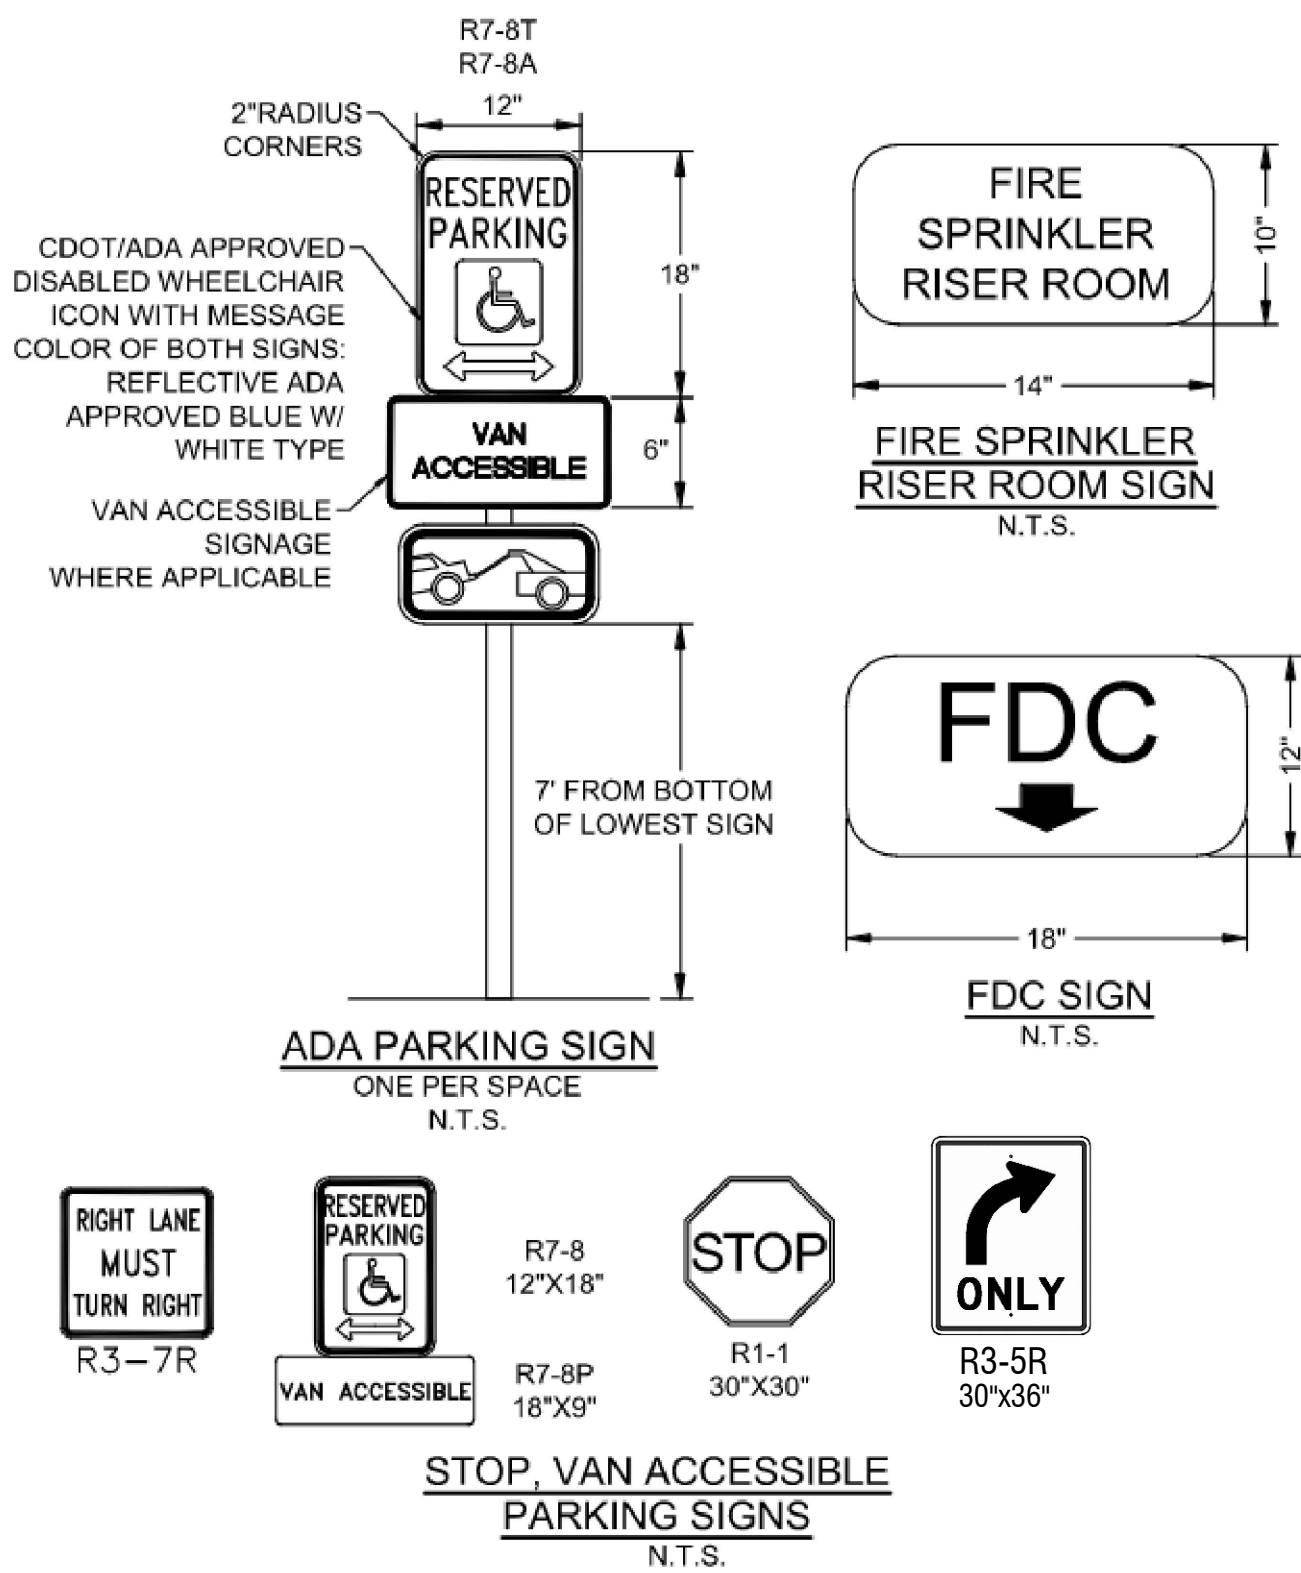 R7-8T
R7-8A
12"
2"RADIUS
CORNERS
RESERVED
PARKING
18"
CDOT/ADA APPROVED
DISABLED WHEELCHAIR
ICON WITH MESSAGE
COLOR OF BOTH SIGNS:
REFLECTIVE ADA
APPROVED BLUE W/
WHITE TYPE
VAN
ACCESSIBLE
6"
VAN ACCESSIBLE
SIGNAGE
WHERE APPLICABLE
7' FROM BOTTOM
OF LOWEST SIGN
ADA PARKING SIGN
ONE PER SPACE
N.T.S.
FIRE
SPRINKLER
RISER ROOM
10"
14"
FIRE SPRINKLER
RISER ROOM SIGN
N.T.S.
FDC
12"
18"
FDC SIGN
N.T.S.
RIGHT LANE
MUST
TURN RIGHT
R3-7R
RESERVED
PARKING
R7-8
12"X18"
VAN ACCESSIBLE
R7-8P
18"X9"
STOP
R1-1
30"X30"
ONLY
R3-5R
30"x36"
STOP, VAN ACCESSIBLE
PARKING SIGNS
N.T.S.